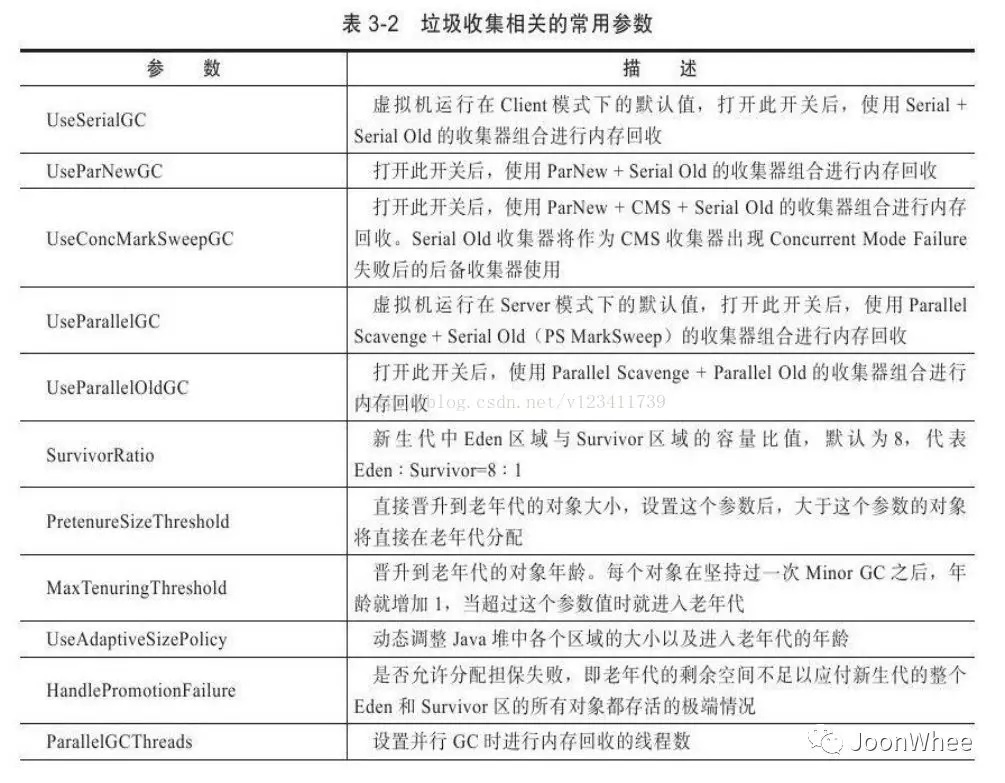 表 3-2 垃圾收集相关的常用参数
参 数 描 述
UseSerialGC
虚拟机运行在 Client 模式下的默认值，打开此开关后，使用 Serial +
Serial Old 的收集器组合进行内存回收
UseParNewGC
打开此开关后，使用 ParNew + Serial Old 的收集器组合进行内存回收
UseConcMarkSweepGC
打开此开关后，使用 ParNew + CMS + Serial Old 的收集器组合进行内存
回收。Serial Old 收集器将作为 CMS 收集器出现 Concurrent Mode Failure
失败后的后备收集器使用
UseParallelGC
虚拟机运行在 Server 模式下的默认值，打开此开关后，使用 Parallel
Scavenge + Serial Old（PS MarkSweep）的收集器组合进行内存回收
UseParallelOldGC
打开此开关后，使用 Parallel Scavenge + Parallel Old 的收集器组合进行
内存回收
blog.csdn.net/v123411739
SurvivorRatio
新生代中 Eden 区域与 Survivor 区域的容量比值，默认为 8，代表
Eden：Survivor=8：1
PretenureSizeThreshold
直接晋升到老年代的对象大小，设置这个参数后，大于这个参数的对象
将直接在老年代分配
MaxTenuringThreshold
晋升到老年代的对象年龄。每个对象在坚持过一次 Minor GC 之后，年
龄就增加 1，当超过这个参数值时就进入老年代
UseAdaptiveSizePolicy
动态调整 Java 堆中各个区域的大小以及进入老年代的年龄
HandlePromotionFailure
是否允许分配担保失败，即老年代的剩余空间不足以应付新生代的整个
Eden 和 Survivor 区的所有对象都存活的极端情况
ParallelGCThreads
设置并行 GC 时进行内存回收的线程数
JoonWhee